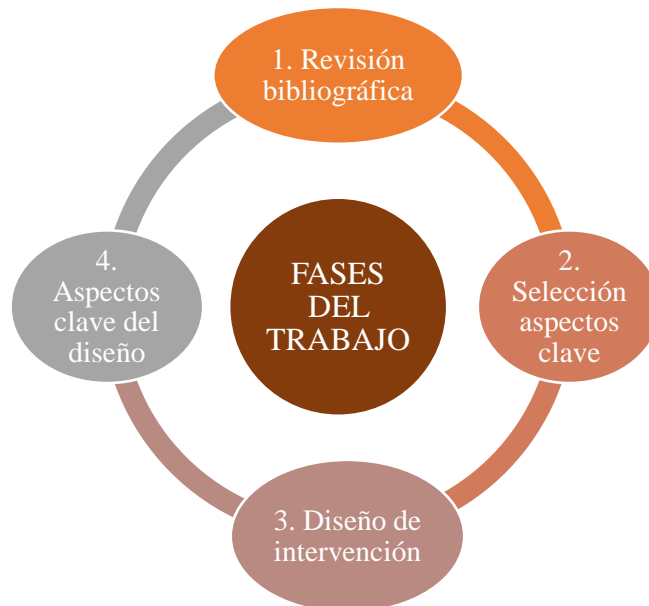 1. Revisión
bibliográfica
2.
Selección
aspectos
clave
3. Diseño de
intervención
4.
Aspectos
clave del
diseño
FASES
DEL
TRABAJO